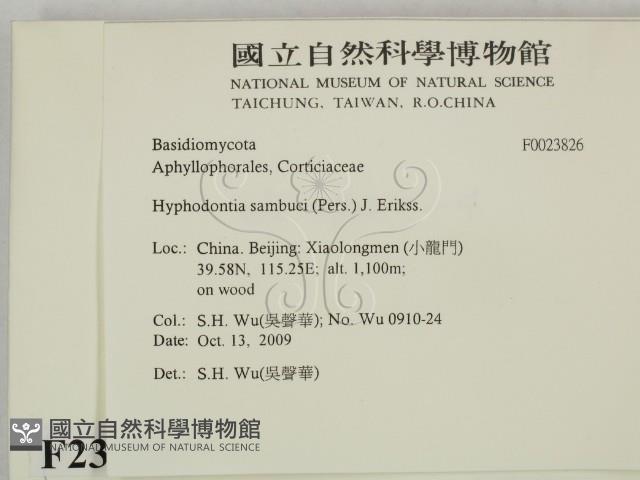 國立自然科學博物館
NATIONAL MUSEUM OF NATURAL SCIENCE
TAICHUNG, TAIWAN, R.O.CHINA
Basidiomycota F0023826
Aphyllophorales, Corticiaceae
Hyphodontia sambuci (Pers.) J. Erikss.
Loc.: China. Beijing: Xiaolongmen (小龍門)
39.58N, 115.25E; alt. 1,100m;
on wood
Col.: S.H. Wu(吳聲華); No. Wu 0910-24
Date: Oct. 13, 2009
Det.: S.H. Wu(吳聲華)
國立自然科學博物館
NATIONAL MUSEUM OF NATURAL SCIENCE
F23